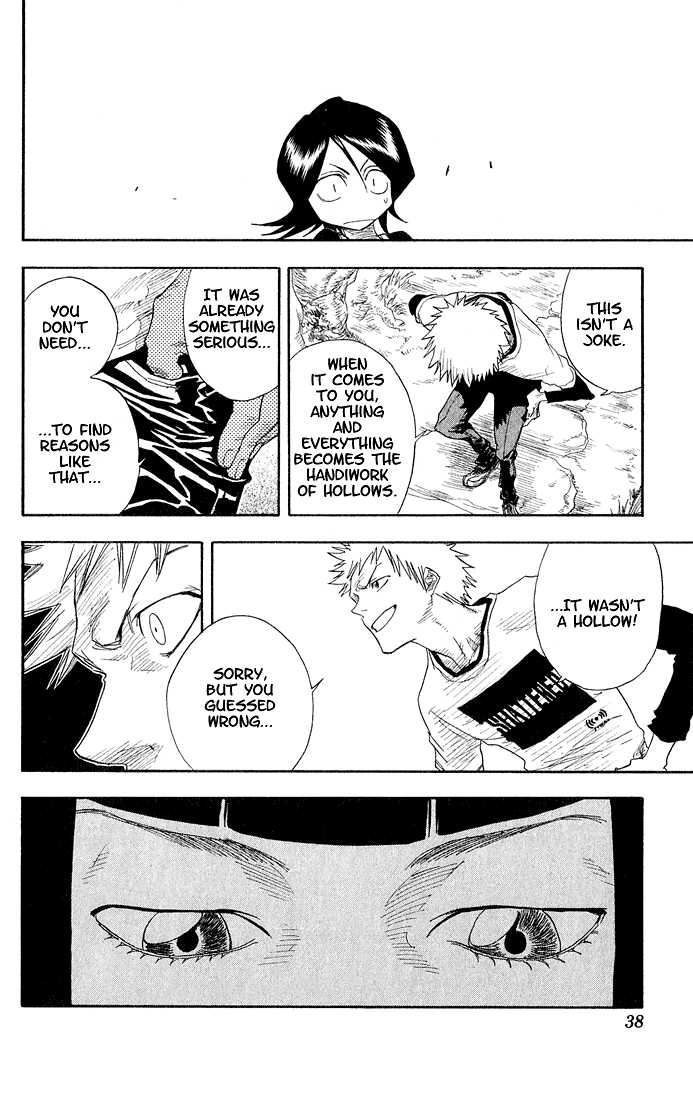 THIS
ISN'T A
JOKE.
WHEN
IT COMES
TO YOU,
ANYTHING
AND
EVERYTHING
BECOMES THE
HANDIWORK
OF HOLLOWS.
IT WAS
ALREADY
SOMETHING
SERIOUS...
YOU
DON'T
NEED...
...TO FIND
REASONS
LIKE
THAT...
...IT WASN'T
A HOLLOW!
SORRY,
BUT YOU
GUESSED
WRONG...
38